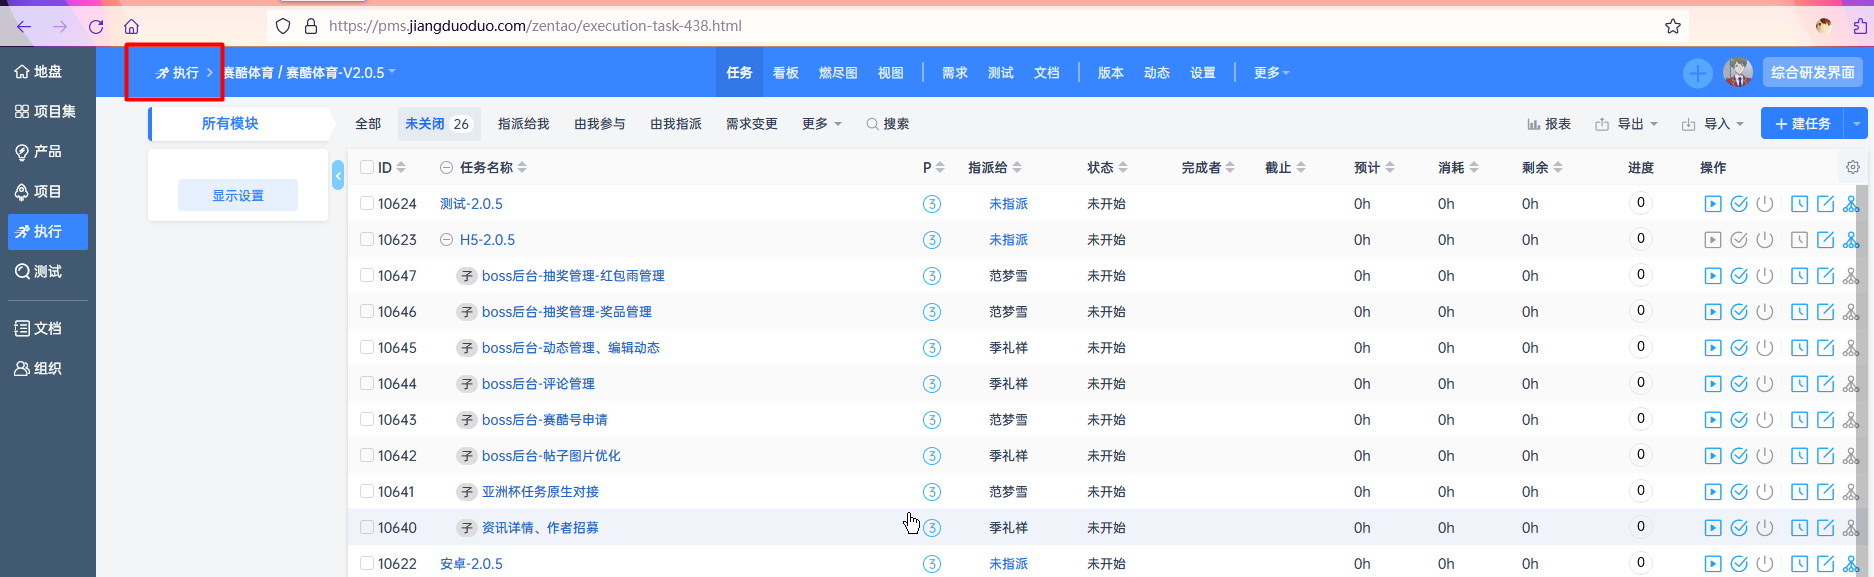 https://pms.jiangduoduo.com/zentao/execution-task-438.html
地盘
项目集
产品
项目
执行
测试
文档
组织
执行 > 赛酷体育 / 赛酷体育-V2.0.5
任务 看板 燃尽图 视图 需求 测试 文档 版本 动态 设置 更多
综合研发界面
所有模块
显示设置
全部 未关闭 26 指派给我 由我参与 由我指派 需求变更 更多 搜索
报表 导出 导入 + 建任务
ID 任务名称 P 指派给 状态 完成者 截止 预计 消耗 剩余 进度 操作
10624 测试-2.0.5 3 未指派 未开始 0h 0h 0h 0
10623 H5-2.0.5 3 未指派 未开始 0h 0h 0h 0
10647 子 boss后台-抽奖管理-红包雨管理 3 范梦雪 未开始 0h 0h 0h 0
10646 子 boss后台-抽奖管理-奖品管理 3 范梦雪 未开始 0h 0h 0h 0
10645 子 boss后台-动态管理、编辑动态 3 季礼祥 未开始 0h 0h 0h 0
10644 子 boss后台-评论管理 3 季礼祥 未开始 0h 0h 0h 0
10643 子 boss后台-赛酷号申请 3 范梦雪 未开始 0h 0h 0h 0
10642 子 boss后台-帖子图片优化 3 季礼祥 未开始 0h 0h 0h 0
10641 子 亚洲杯任务原生对接 3 范梦雪 未开始 0h 0h 0h 0
10640 子 资讯详情、作者招募 3 季礼祥 未开始 0h 0h 0h 0
10622 安卓-2.0.5 3 未指派 未开始 0h 0h 0h 0